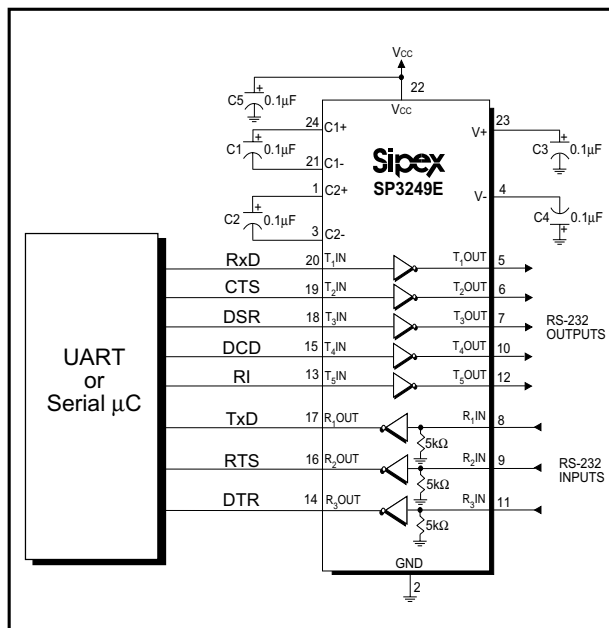 VCC
22
C5
+
0.1µF
VCC
24
C1+
23
V+
+
C1
0.1µF
C3
0.1µF
21
C1-
Sipex
SP3249E
1
C2+
4
V-
+
C2
0.1µF
C4
0.1µF
+
3
C2-
RxD
20
T1IN
T1OUT
5
CTS
19
T2IN
T2OUT
6
DSR
18
T3IN
T3OUT
7
RS-232
OUTPUTS
DCD
15
T4IN
T4OUT
10
RI
13
T5IN
T5OUT
12
UART
or
Serial µC
TxD
17
R1OUT
R1IN
8
5kΩ
RTS
16
R2OUT
R2IN
9
5kΩ
RS-232
INPUTS
DTR
14
R3OUT
R3IN
11
5kΩ
GND
2